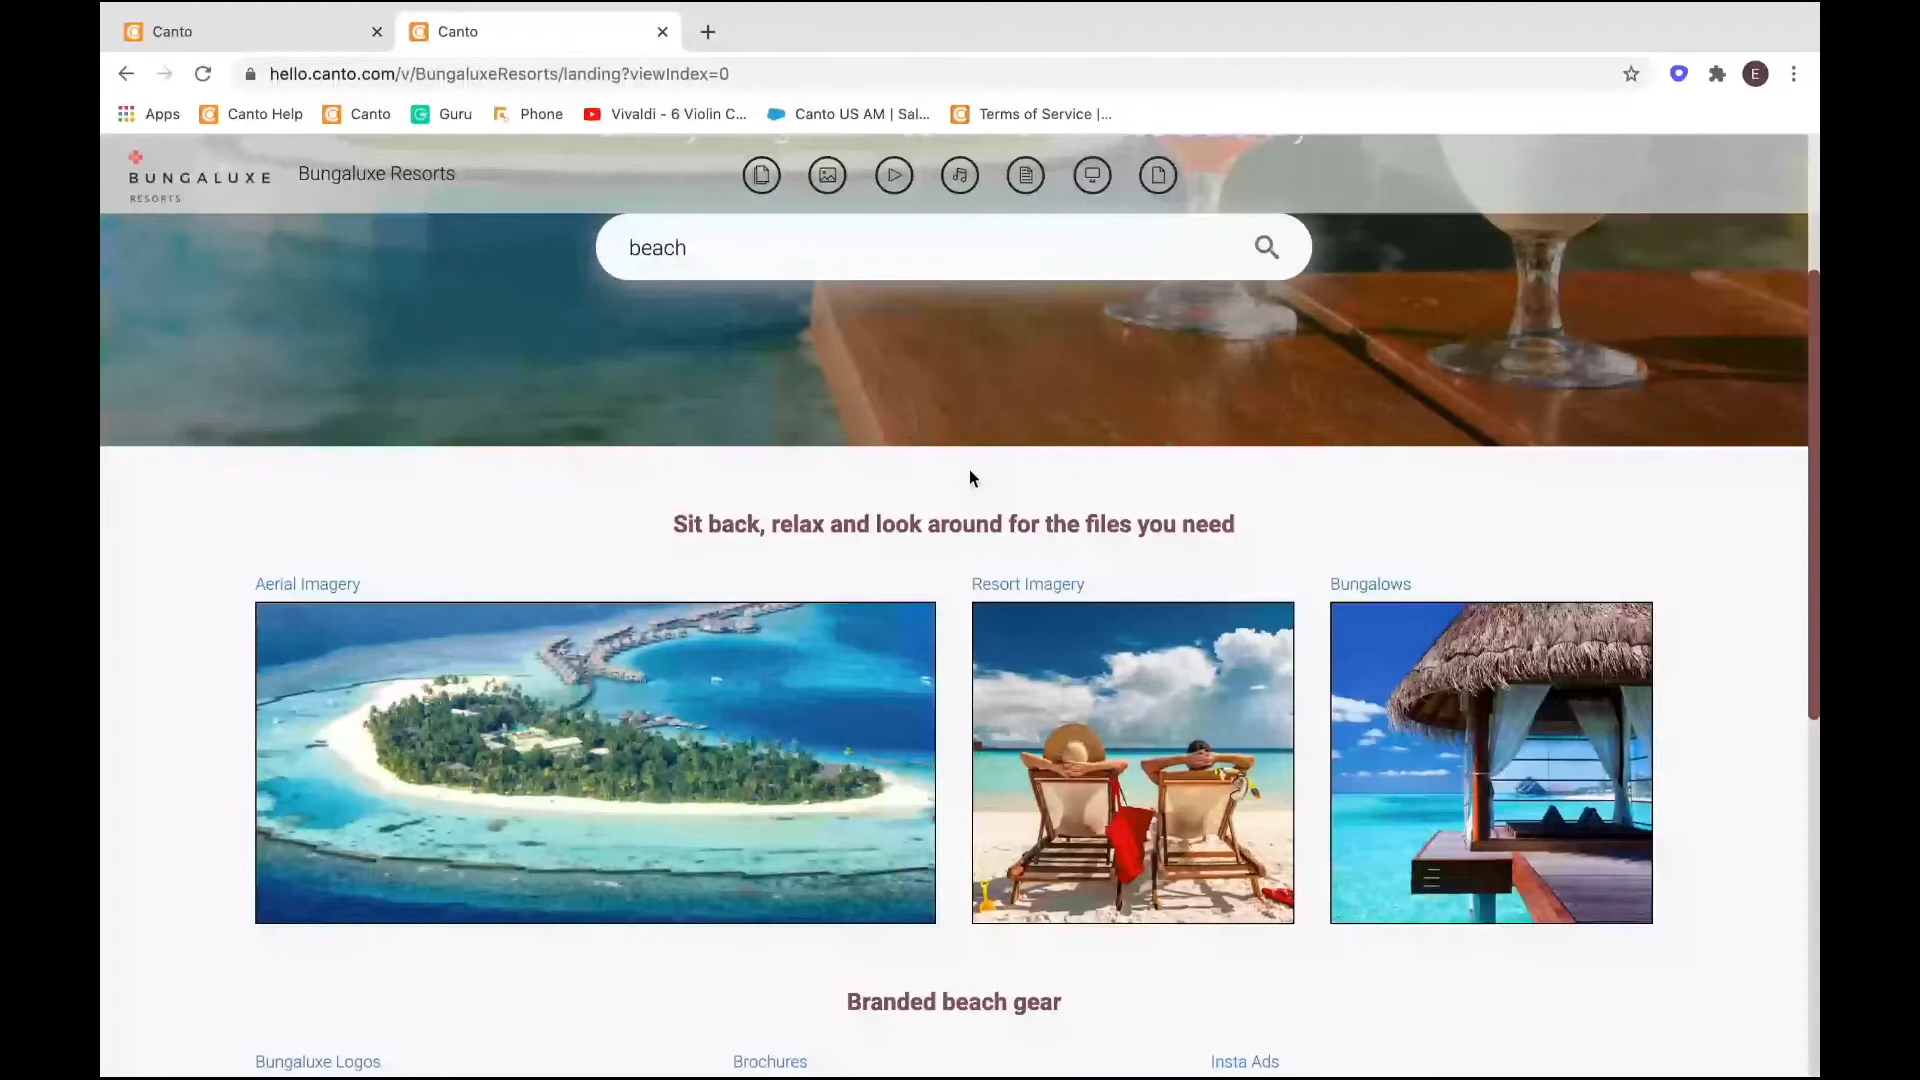 Canto
Canto
hello.canto.com/v/BungaluxeResorts/landing?viewIndex=0
E
Apps
Canto Help
Canto
Guru
Phone
Vivaldi - 6 Violin C...
Canto US AM | Sal...
Terms of Service |...
BUNGALUXE
RESORTS
Bungaluxe Resorts
beach
Sit back, relax and look around for the files you need
Aerial Imagery
Resort Imagery
Bungalows
Branded beach gear
Bungaluxe Logos
Brochures
Insta Ads